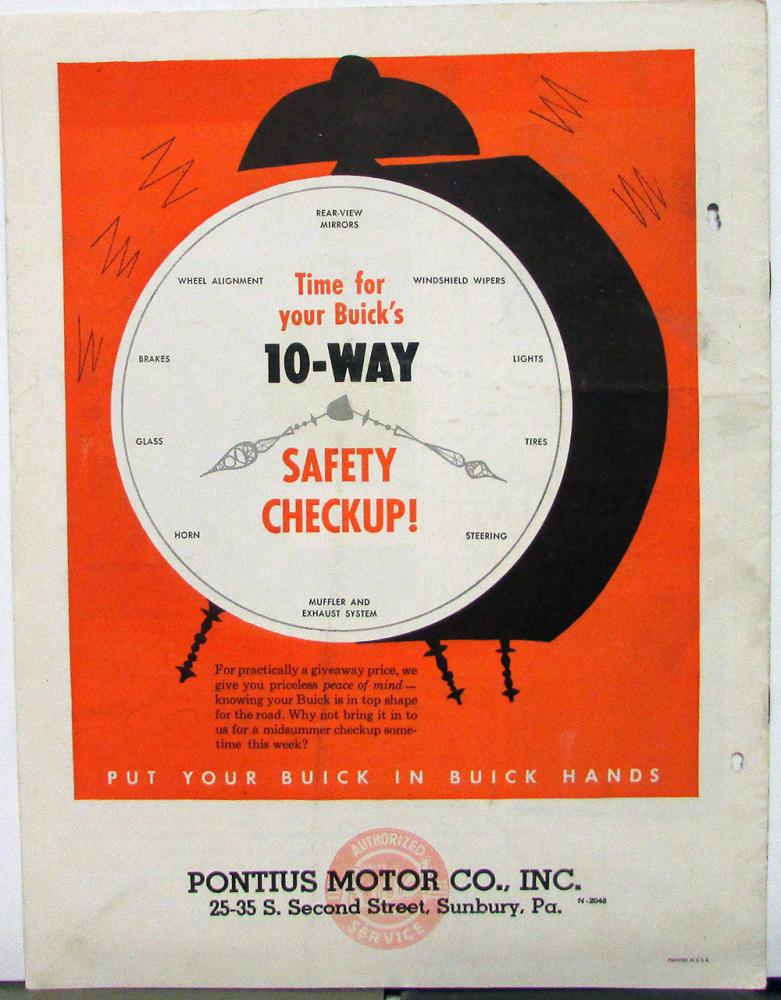 REAR-VIEW
MIRRORS
WHEEL ALIGNMENT
WINDSHIELD WIPERS
Time for
your Buick's
10-WAY
BRAKES
LIGHTS
GLASS
TIRES
SAFETY
CHECKUP!
HORN
STEERING
MUFFLER AND
EXHAUST SYSTEM
For practically a giveaway price, we
give you priceless peace of mind —
knowing your Buick is in top shape
for the road. Why not bring it in to
us for a midsummer checkup some-
time this week?
PUT YOUR BUICK IN BUICK HANDS
AUTHORIZED
PONTIUS MOTOR CO., INC.
25-35 S. Second Street, Sunbury, Pa.
N-2048
SERVICE
PRINTED IN U.S.A.